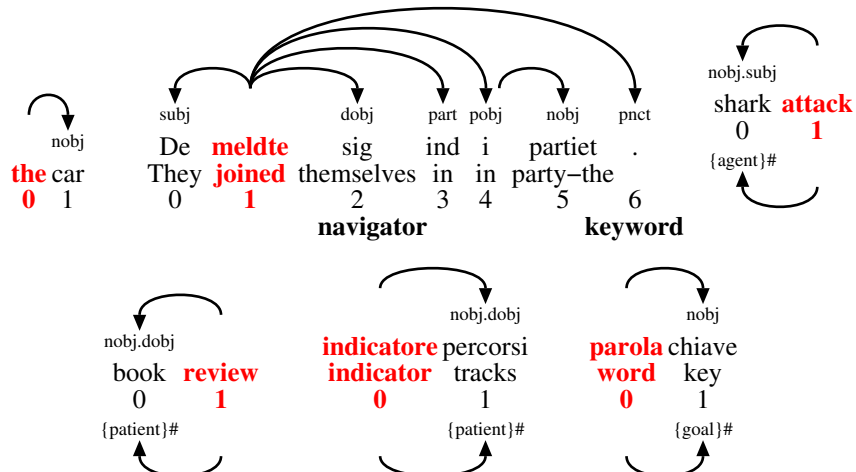 nobj
the car
0 1
subj dobj part pobj nobj pnct
De meldte sig ind i partiet .
They joined themselves in in party–the
0 1 2 3 4 5 6
navigator keyword
nobj.subj
shark attack
0 1
{agent}#
nobj.dobj
book review
0 1
{patient}#
nobj.dobj
indicatore percorsi
indicator tracks
0 1
{patient}#
nobj
parola chiave
word key
0 1
{goal}#